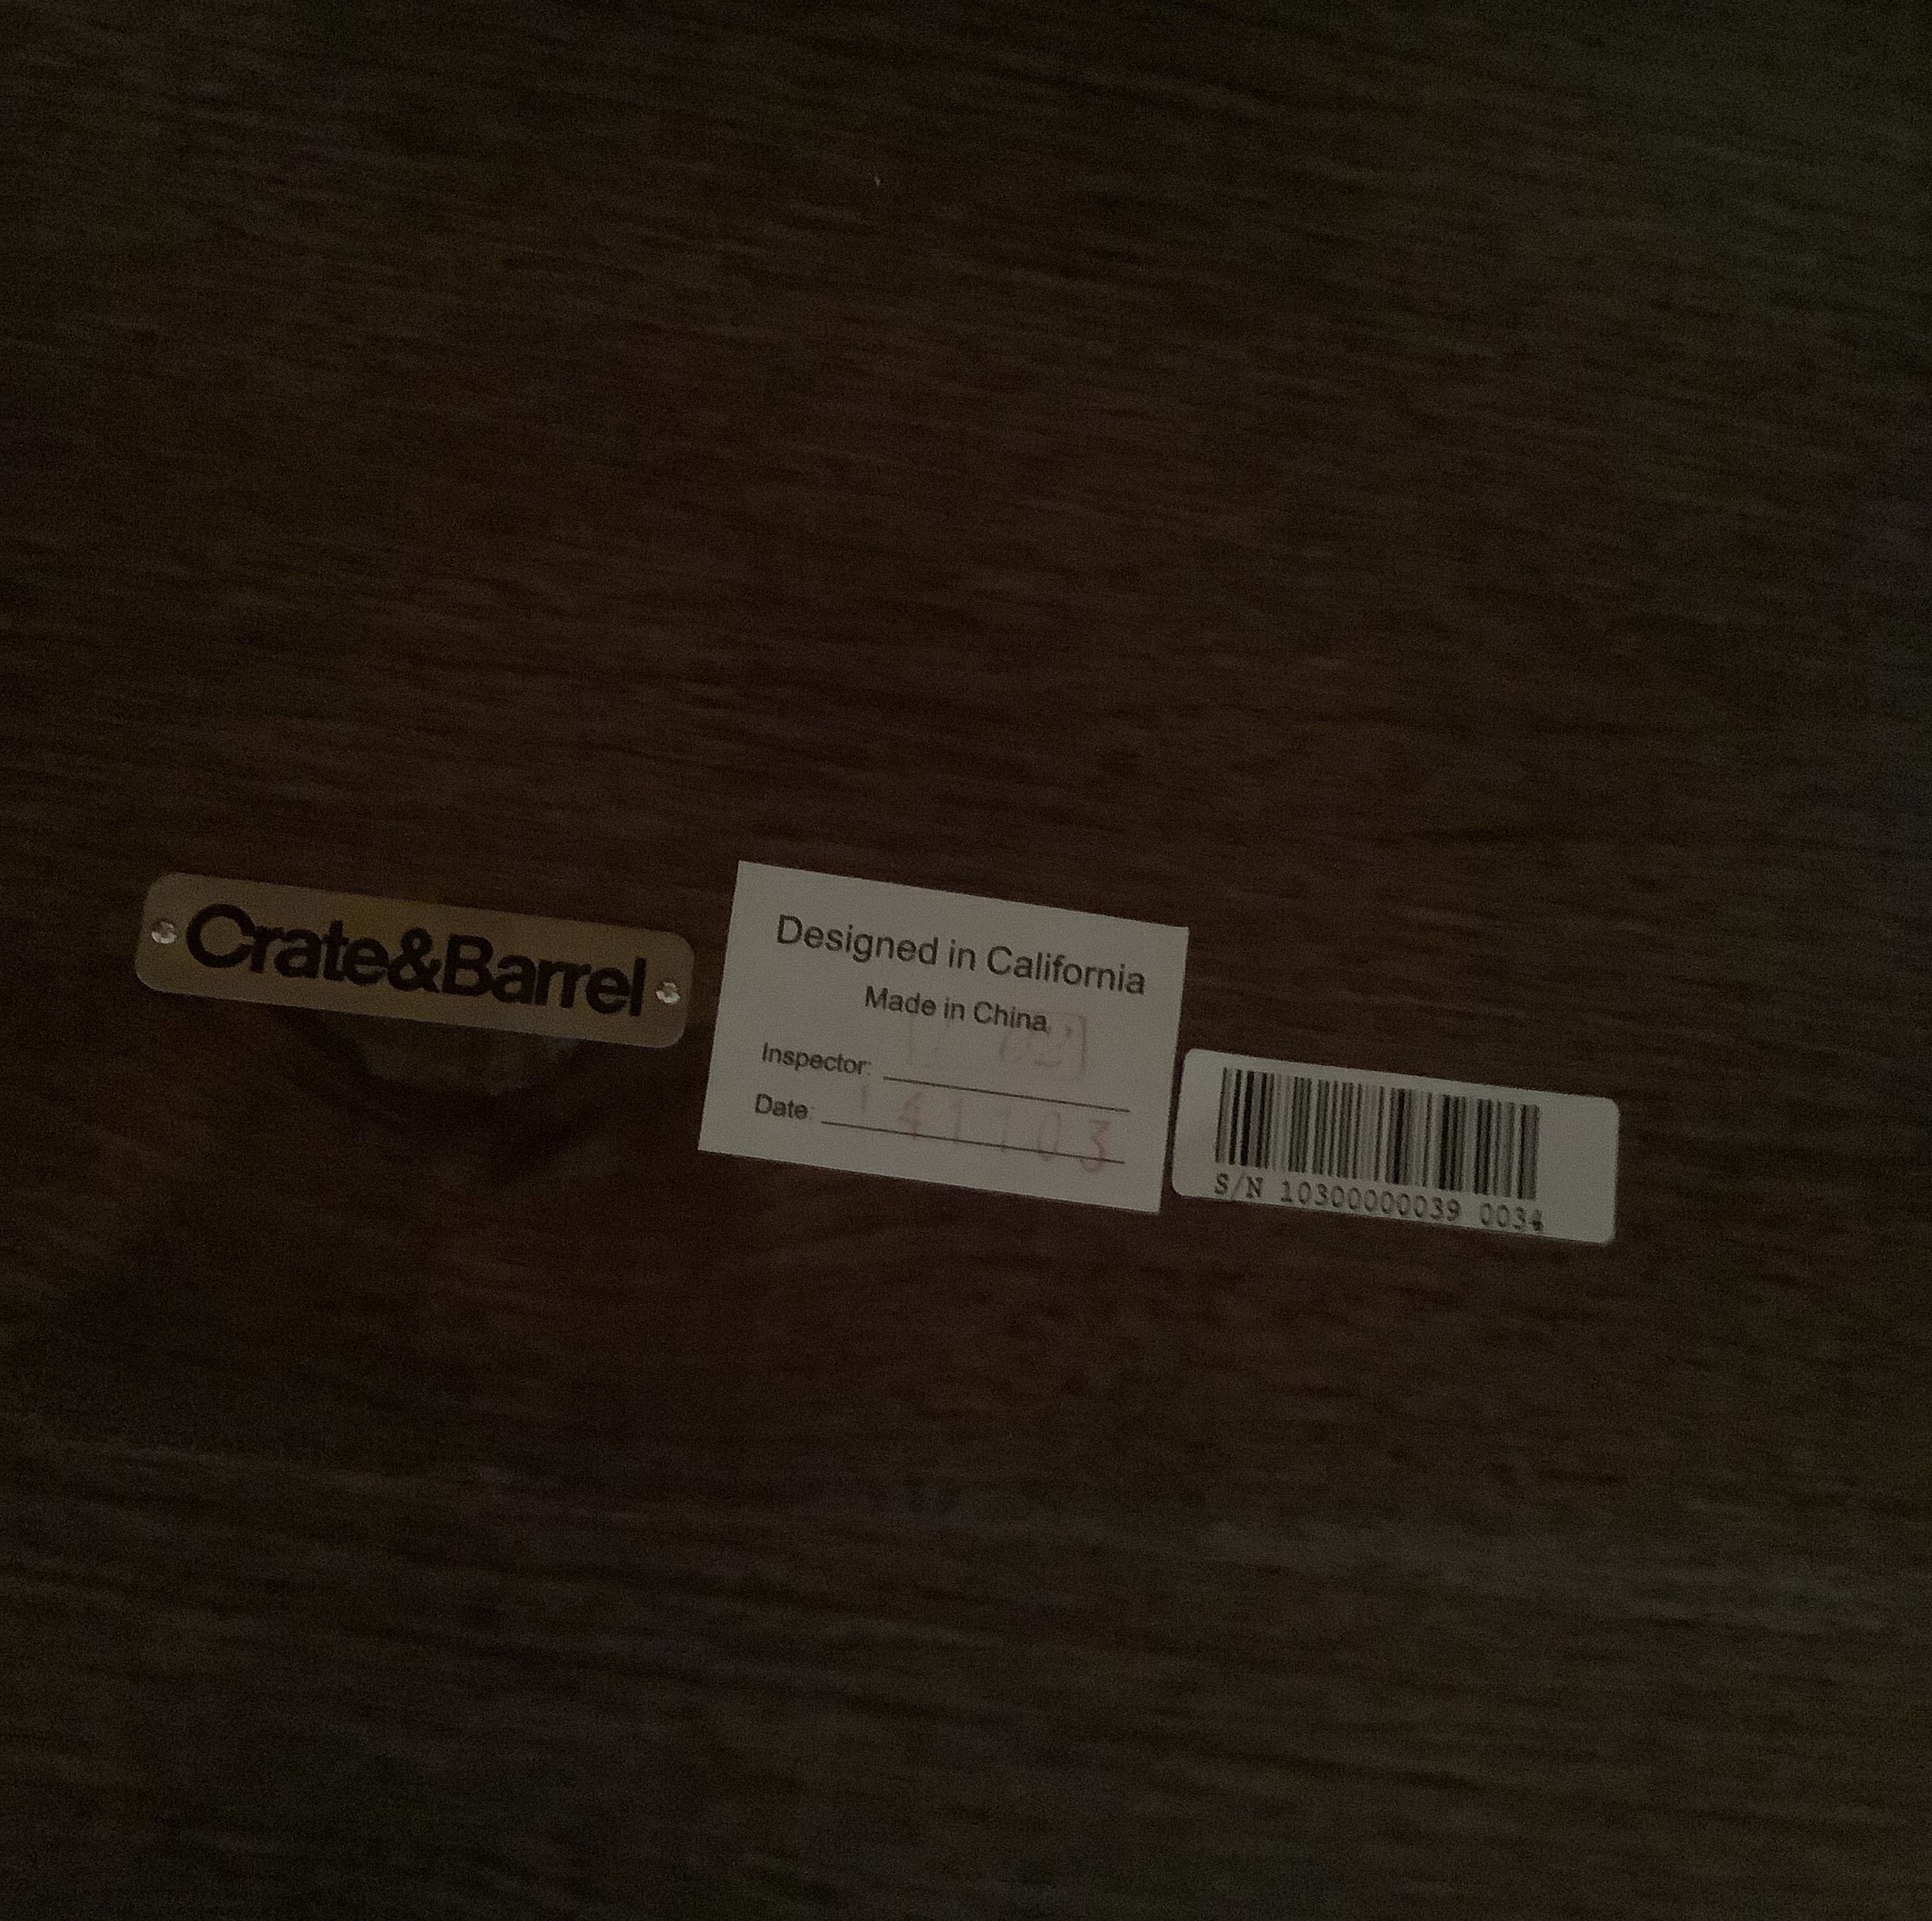 Crate&Barrel
Designed in California
Made in China
Inspector:
Date: 141103
S/N 10300000039 0034